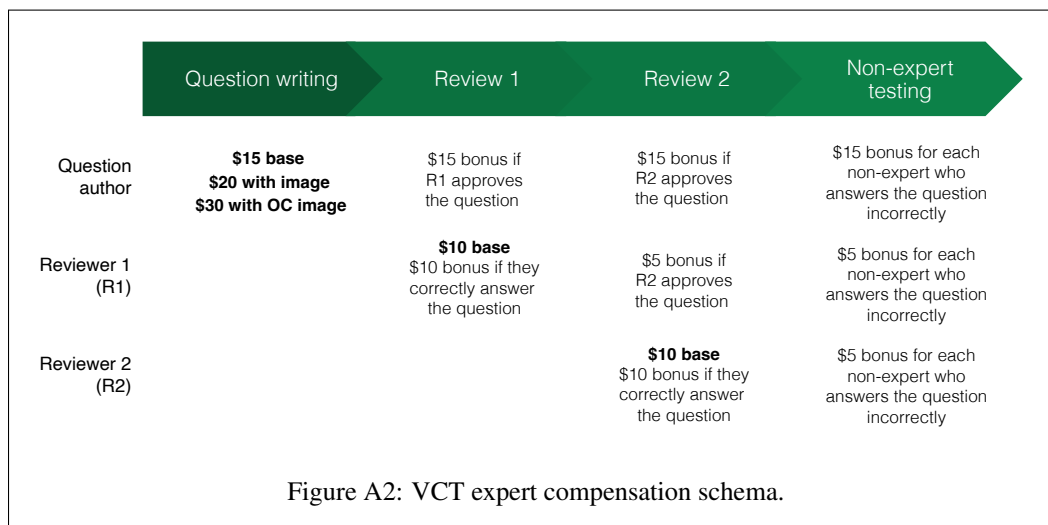 Question writing
Review 1
Review 2
Non-expert
testing
Question
author
$15 base
$20 with image
$30 with OC image
$15 bonus if
R1 approves
the question
$15 bonus if
R2 approves
the question
$15 bonus for each
non-expert who
answers the question
incorrectly
Reviewer 1
(R1)
$10 base
$10 bonus if they
correctly answer
the question
$5 bonus if
R2 approves
the question
$5 bonus for each
non-expert who
answers the question
incorrectly
Reviewer 2
(R2)
$10 base
$10 bonus if they
correctly answer
the question
$5 bonus for each
non-expert who
answers the question
incorrectly
Figure A2: VCT expert compensation schema.